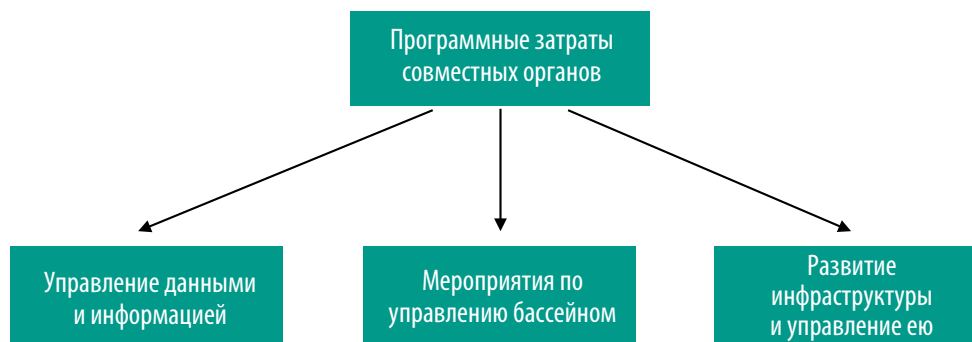 Программные затраты
совместных органов
Управление данными
и информацией
Мероприятия по
управлению бассейном
Развитие
инфраструктуры
и управление ею